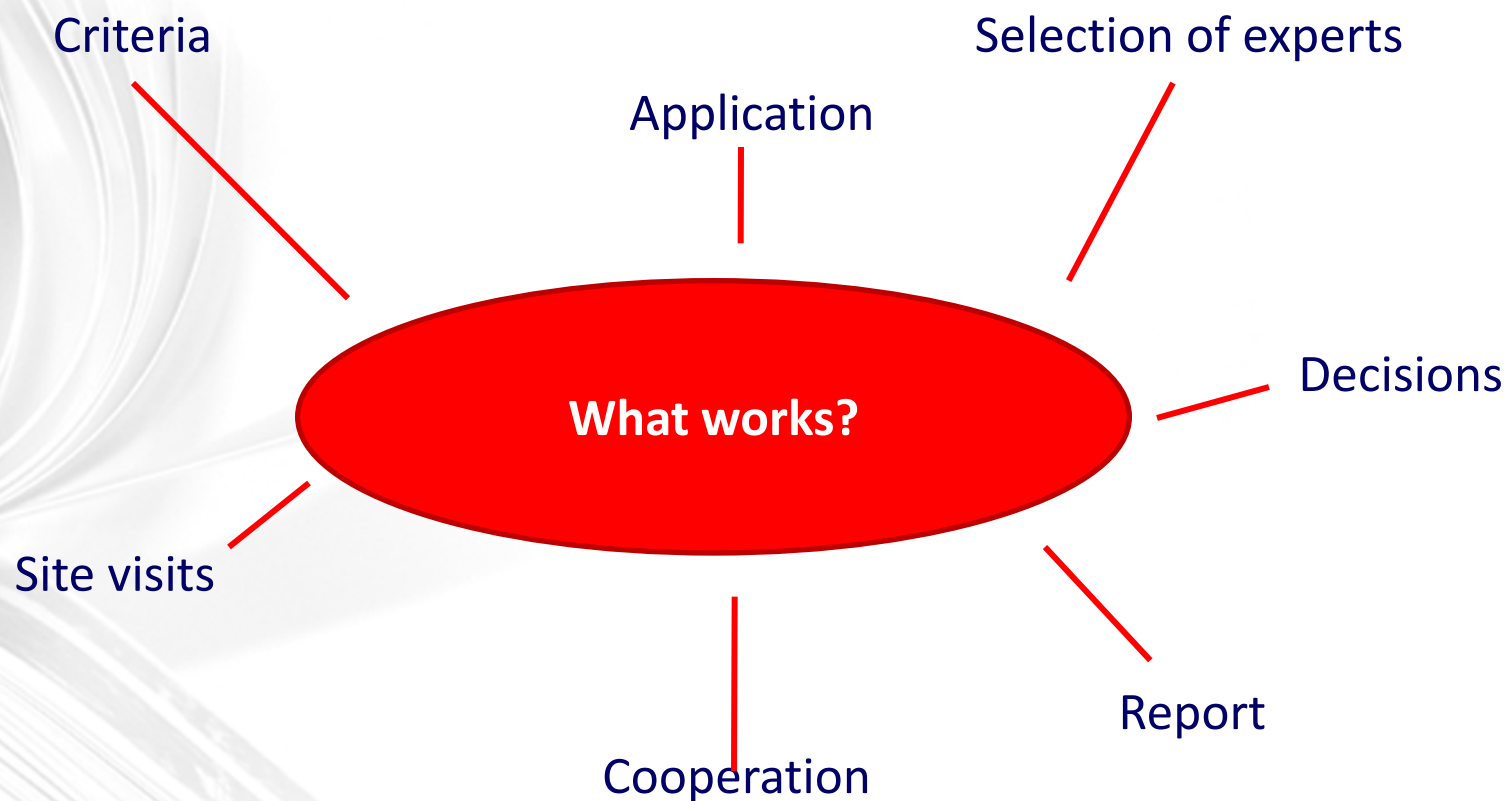 Criteria
Selection of experts
Application
Decisions
What works?
Site visits
Report
Cooperation